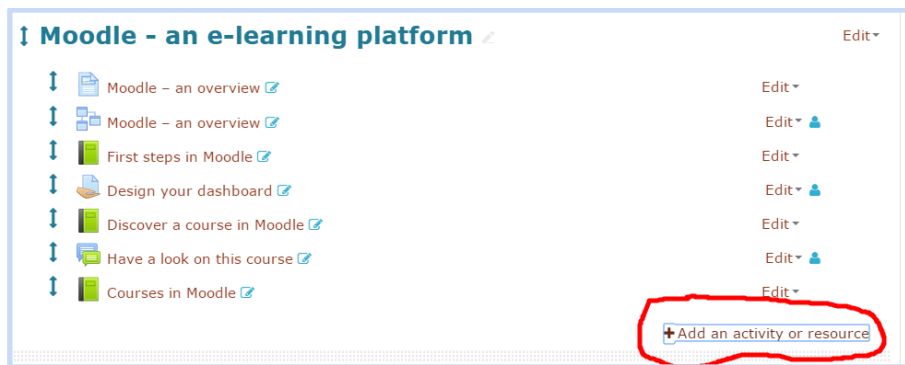 Moodle - an e-learning platform Edit
Moodle – an overview Edit
Moodle – an overview Edit
First steps in Moodle Edit
Design your dashboard Edit
Discover a course in Moodle Edit
Have a look on this course Edit
Courses in Moodle Edit
+Add an activity or resource